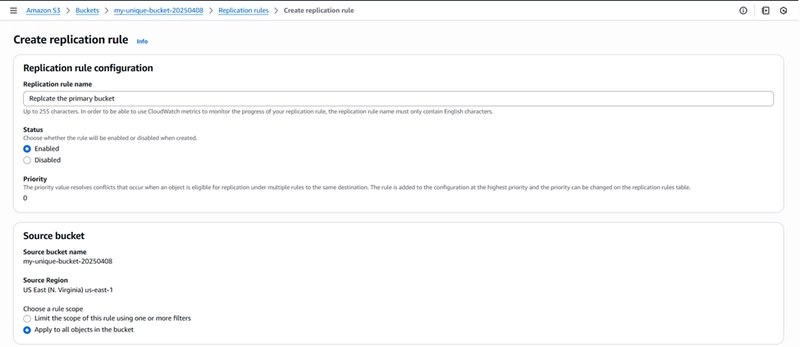 Amazon S3 > Buckets > my-unique-bucket-20250408 > Replication rules > Create replication rule
Create replication rule Info
Replication rule configuration
Replication rule name
Replcate the primary bucket
Up to 255 characters. In order to be able to use CloudWatch metrics to monitor the progress of your replication rule, the replication rule name must only contain English characters.
Status
Choose whether the rule will be enabled or disabled when created.
Enabled
Disabled
Priority
The priority value resolves conflicts that occur when an object is eligible for replication under multiple rules to the same destination. The rule is added to the configuration at the highest priority and the priority can be changed on the replication rules table.
0
Source bucket
Source bucket name
my-unique-bucket-20250408
Source Region
US East (N. Virginia) us-east-1
Choose a rule scope
Limit the scope of this rule using one or more filters
Apply to all objects in the bucket